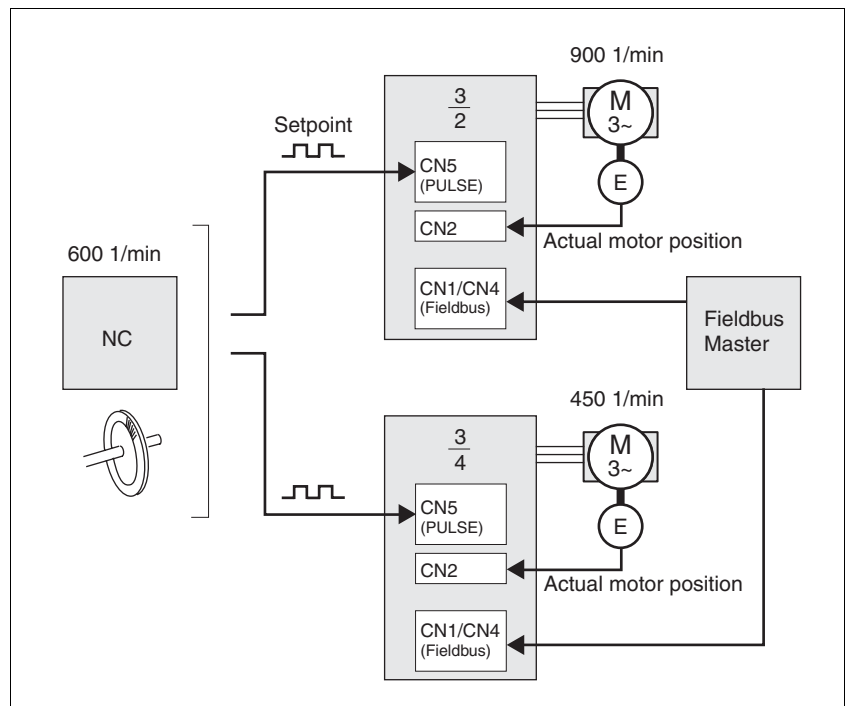 900 1/min
3
2
M
3~
Setpoint
CN5
(PULSE)
E
CN2
Actual motor position
600 1/min
NC
CN1/CN4
(Fieldbus)
Fieldbus
Master
450 1/min
3
4
M
3~
CN5
(PULSE)
E
CN2
Actual motor position
CN1/CN4
(Fieldbus)